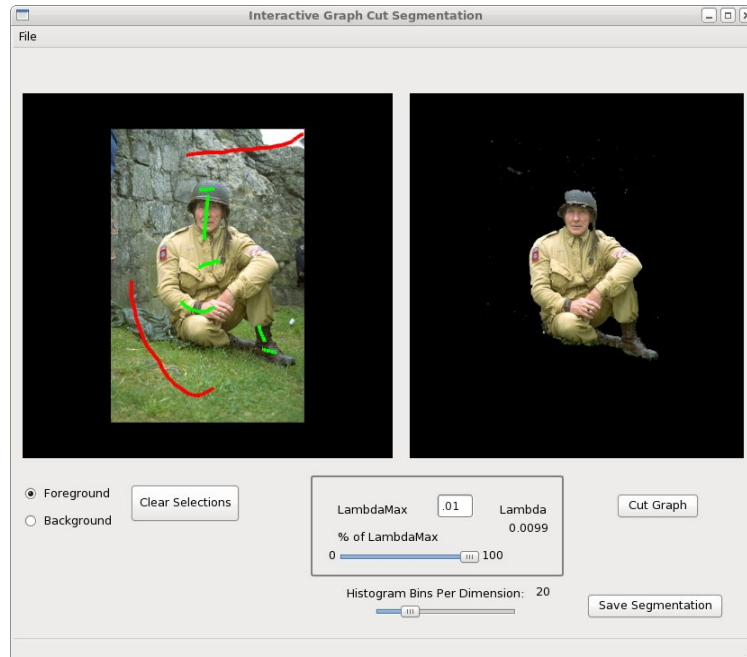 Interactive Graph Cut Segmentation
File
Foreground
Background
Clear Selections
LambdaMax .01 Lambda
0.0099
% of LambdaMax
0 100
Cut Graph
Histogram Bins Per Dimension: 20
Save Segmentation